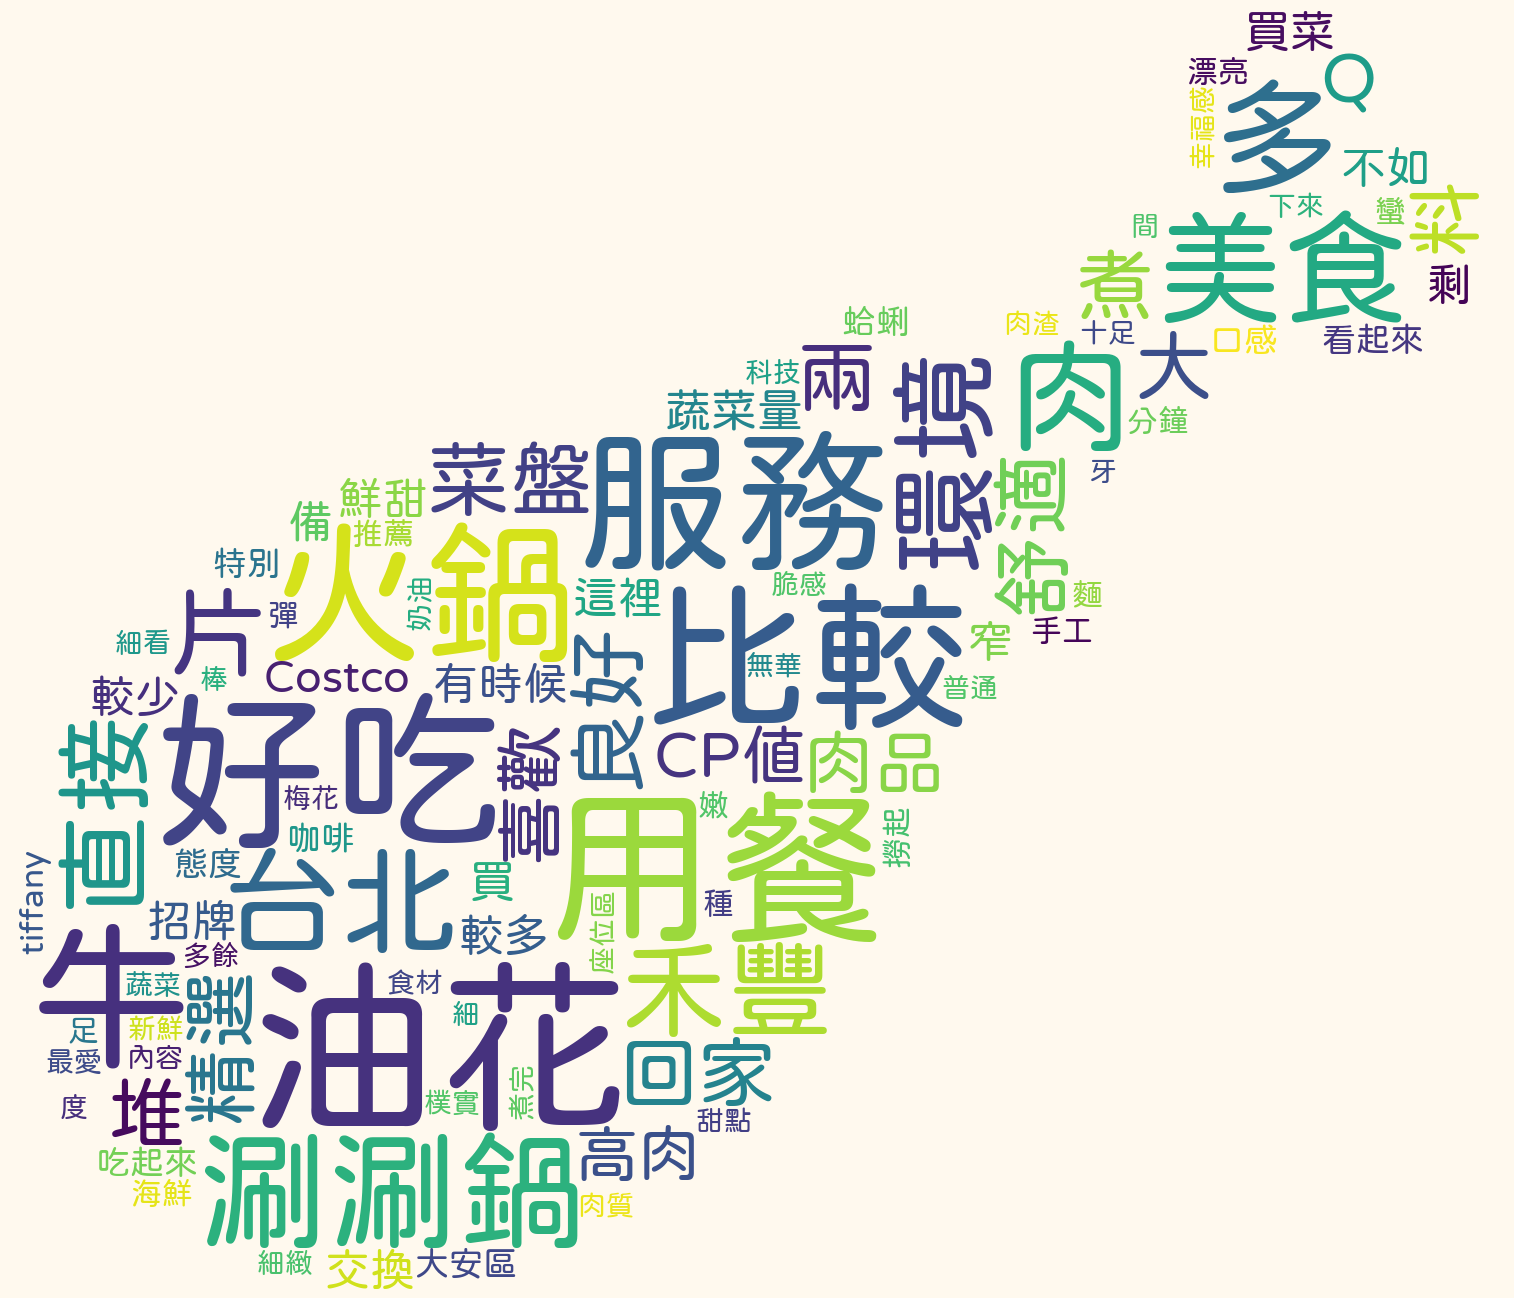 買菜
漂亮
Q
幸福感
多
不如
下來
蠻
料
間
美食
煮
剩
肉渣
十足
大
口感
看起來
蛤蜊
兩
科技
環境
肉
蔬菜量
分鐘
菜盤
服務
牙
舒適
鮮甜
備
推薦
火鍋
特別
奶油
這裡
脆感
麵
片
彈
比較
窄
手工
細看
棒
Costco
有時候
良好
無華
普通
較少
好吃
直接
喜歡
CP值
肉品
梅花
咖啡
嫩
用餐
撈起
態度
台北
買
tiffany
招牌
較多
座位區
種
牛
多餘
禾豐
蔬菜
精選
油花
食材
細
足
新鮮
最愛
內容
回家
度
堆
樸實
煮完
甜點
吃起來
涮涮鍋
高肉
海鮮
肉質
細緻
交換
大安區